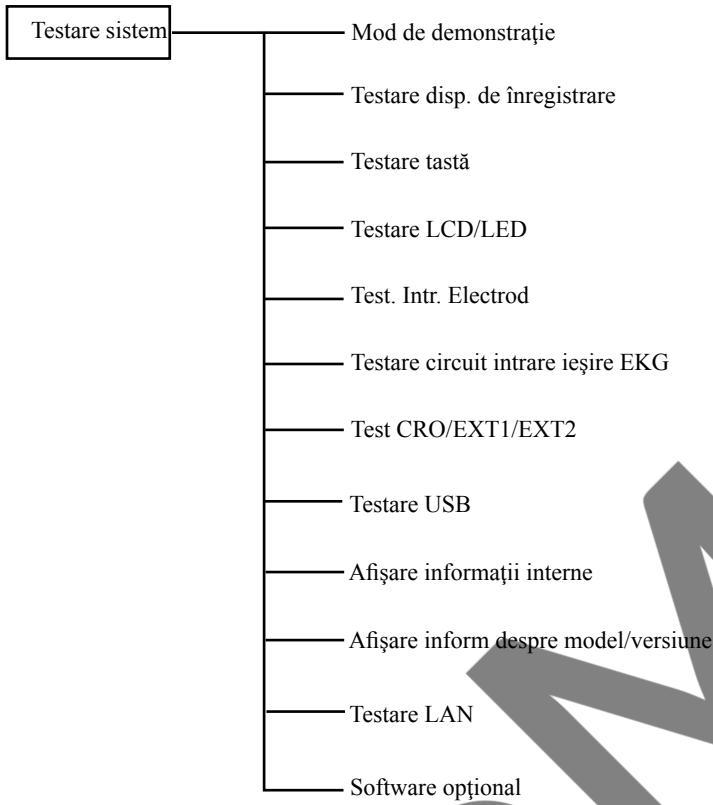 Testare sistem
Mod de demonstraţie
Testare disp. de înregistrare
Testare tastă
Testare LCD/LED
Test. Intr. Electrod
Testare circuit intrare ieşire EKG
Test CRO/EXT1/EXT2
Testare USB
Afişare informaţii interne
Afişare inform despre model/versiune
Testare LAN
Software opţional